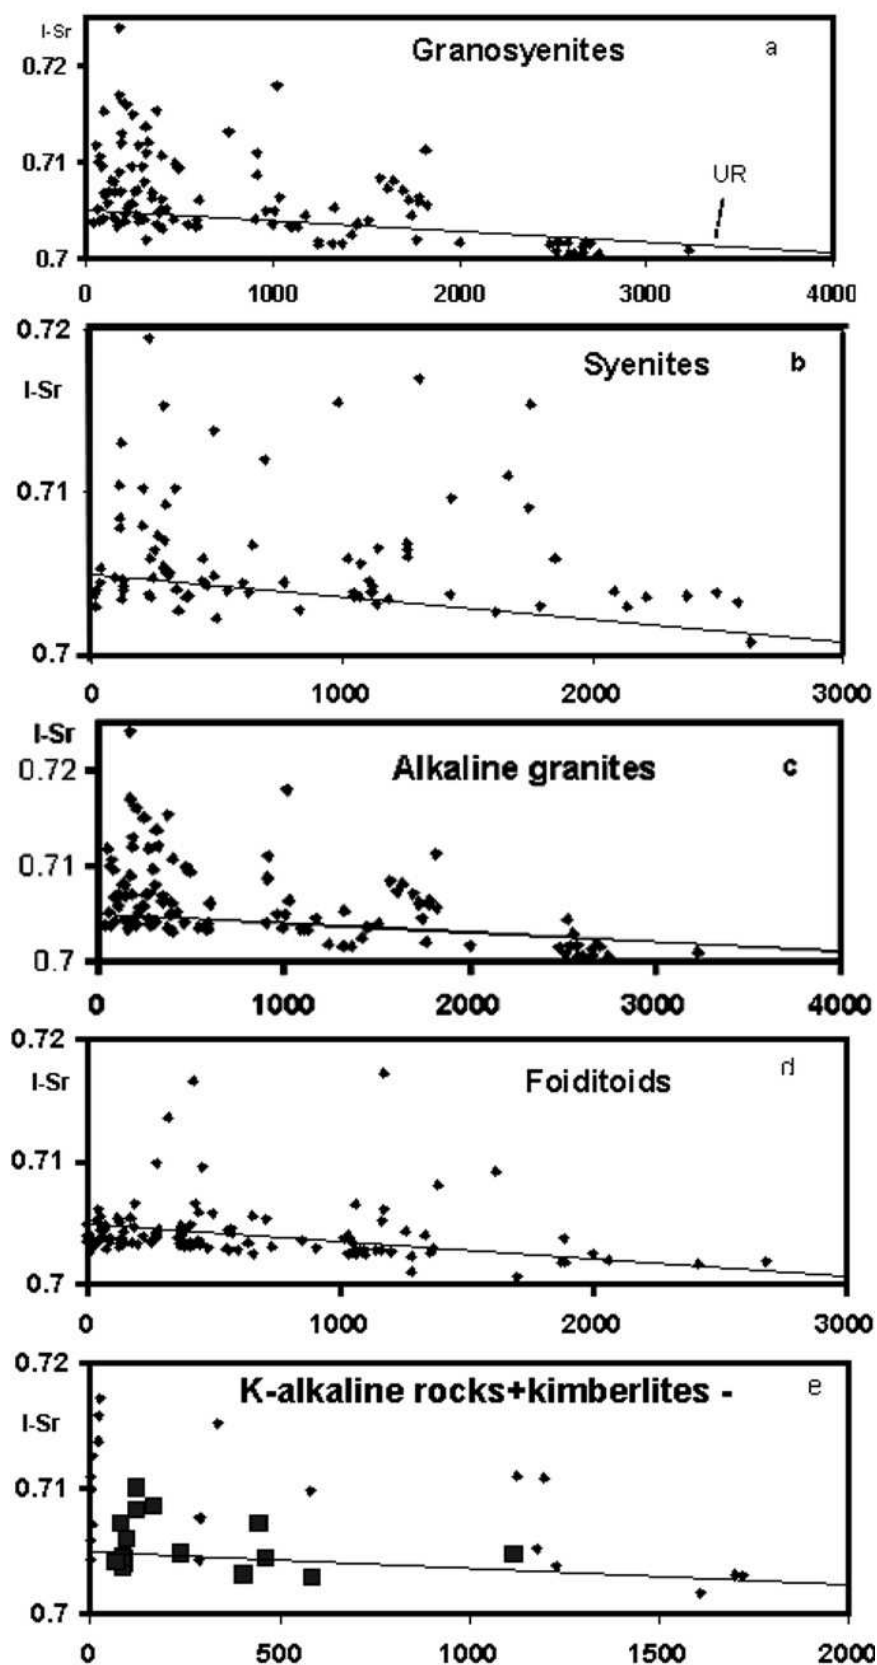 I-Sr
Granosyenites
a
0.72
0.71
UR
0.7
0 1000 2000 3000 4000
0.72
Syenites b
I-Sr
0.71
0.7
0 1000 2000 3000
I-Sr
0.72
Alkaline granites c
0.71
0.7
0 1000 2000 3000 4000
0.72
I-Sr
Foiditoids d
0.71
0.7
0 1000 2000 3000
0.72
K-alkaline rocks+kimberlites - e
I-Sr
0.71
0.7
0 500 1000 1500 2000